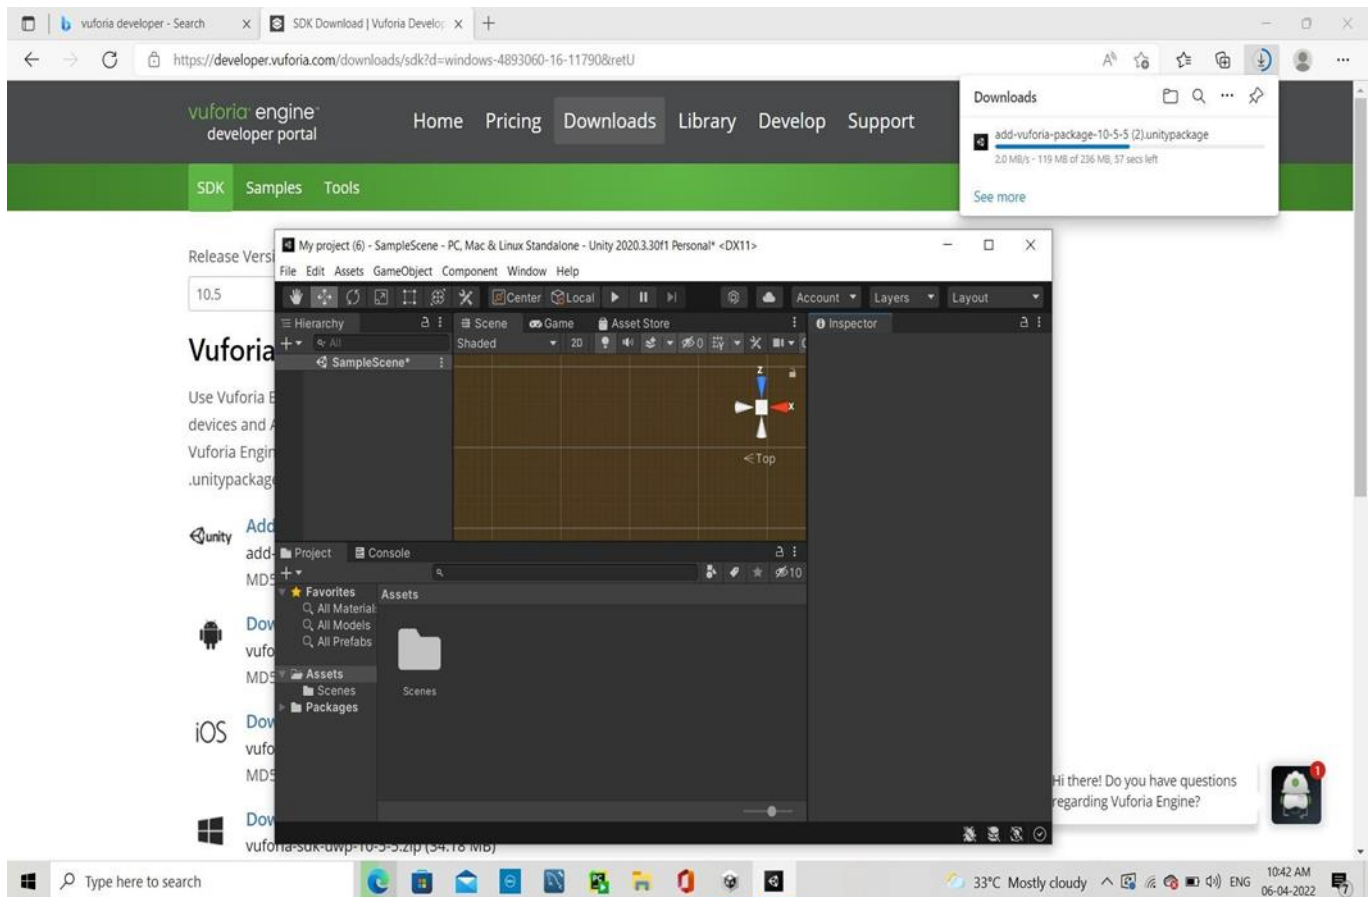 vuforia developer - Search
SDK Download | Vuforia Develop
https://developer.vuforia.com/downloads/sdk?d=windows-4893060-16-11790&retU
Downloads
add-vuforia-package-10-5-5 (2).unitypackage
2.0 MB/s - 119 MB of 236 MB, 57 secs left
See more
vuforia engine
developer portal
Home Pricing Downloads Library Develop Support
SDK Samples Tools
Release Versi
10.5
Vuforia
Use Vuforia E
devices and A
Vuforia Engin
.unitypackage
unity
Add
add-
MD5
Dow
vufo
MD5
iOS
Dow
vufo
MD5
Dow
vuforia-sdk-uwp-10-5-5.zip (34.18 MB)
My project (6) - SampleScene - PC, Mac & Linux Standalone - Unity 2020.3.30f1 Personal* <DX11>
File Edit Assets GameObject Component Window Help
Center Local Account Layers Layout
Hierarchy
All
SampleScene*
Scene Game Asset Store
Shaded 2D 0
z
x
Top
Inspector
Project Console
10
Favorites
All Material
All Models
All Prefabs
Assets
Scenes
Packages
Assets
Scenes
Hi there! Do you have questions
regarding Vuforia Engine?
1
Type here to search
33°C Mostly cloudy
ENG
10:42 AM
06-04-2022
7